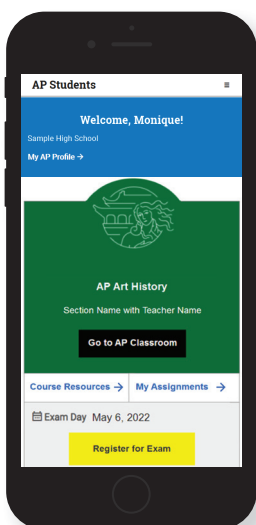 AP Students
Welcome, Monique!
Sample High School
My AP Profile →
AP Art History
Section Name with Teacher Name
Go to AP Classroom
Course Resources → My Assignments →
Exam Day May 6, 2022
Register for Exam